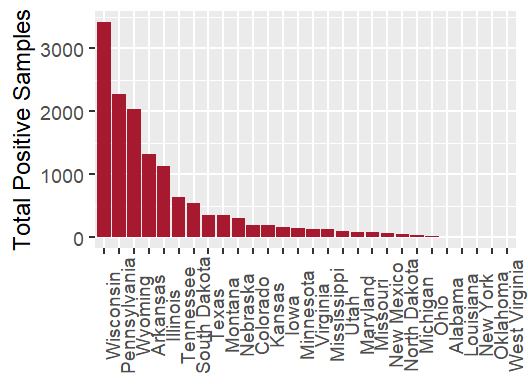 Total Positive Samples
3000
2000
1000
0
Wisconsin
Pennsylvania
Wyoming
Arkansas
Illinois
Tennessee
South Dakota
Texas
Montana
Nebraska
Colorado
Kansas
Iowa
Minnesota
Virginia
Mississippi
Utah
Maryland
Missouri
New Mexico
North Dakota
Michigan
Ohio
Alabama
Louisiana
New York
Oklahoma
West Virginia